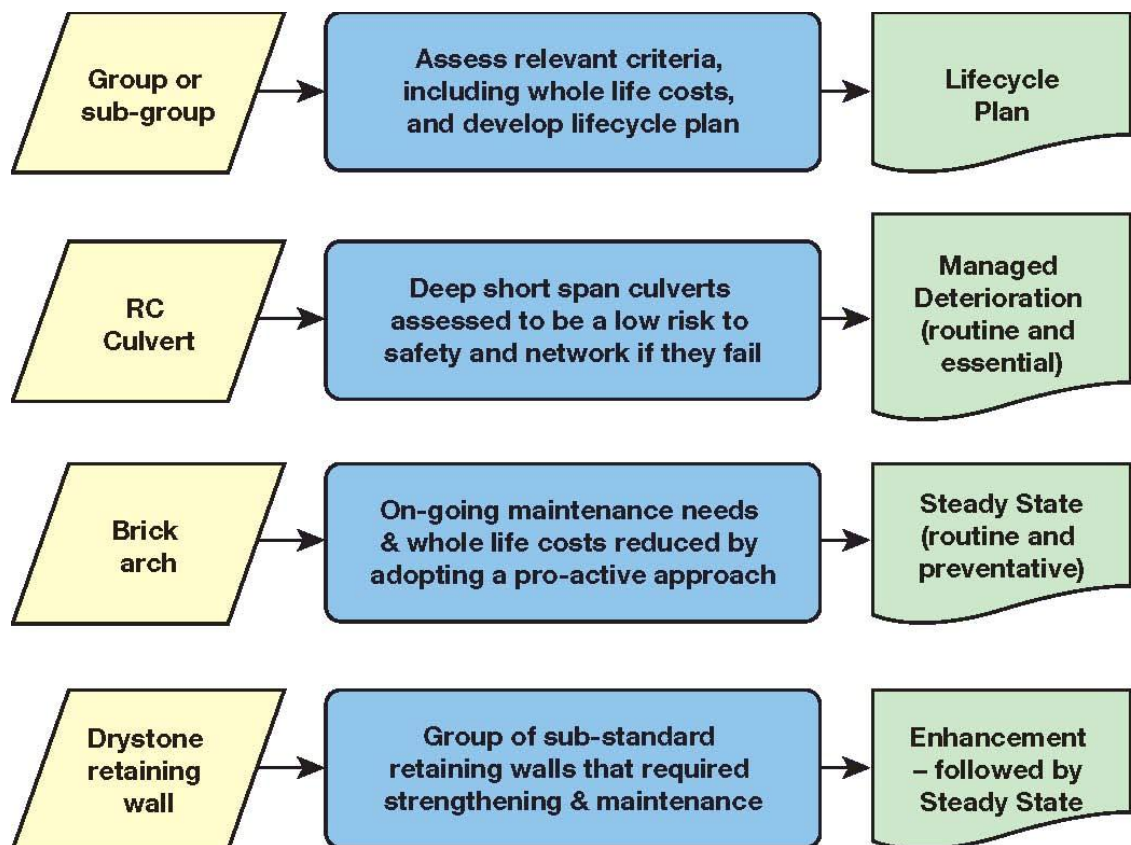 Group or
sub-group
Assess relevant criteria,
including whole life costs,
and develop lifecycle plan
Lifecycle
Plan
RC
Culvert
Deep short span culverts
assessed to be a low risk to
safety and network if they fail
Managed
Deterioration
(routine and
essential)
Brick
arch
On-going maintenance needs
& whole life costs reduced by
adopting a pro-active approach
Steady State
(routine and
preventative)
Drystone
retaining
wall
Group of sub-standard
retaining walls that required
strengthening & maintenance
Enhancement
– followed by
Steady State